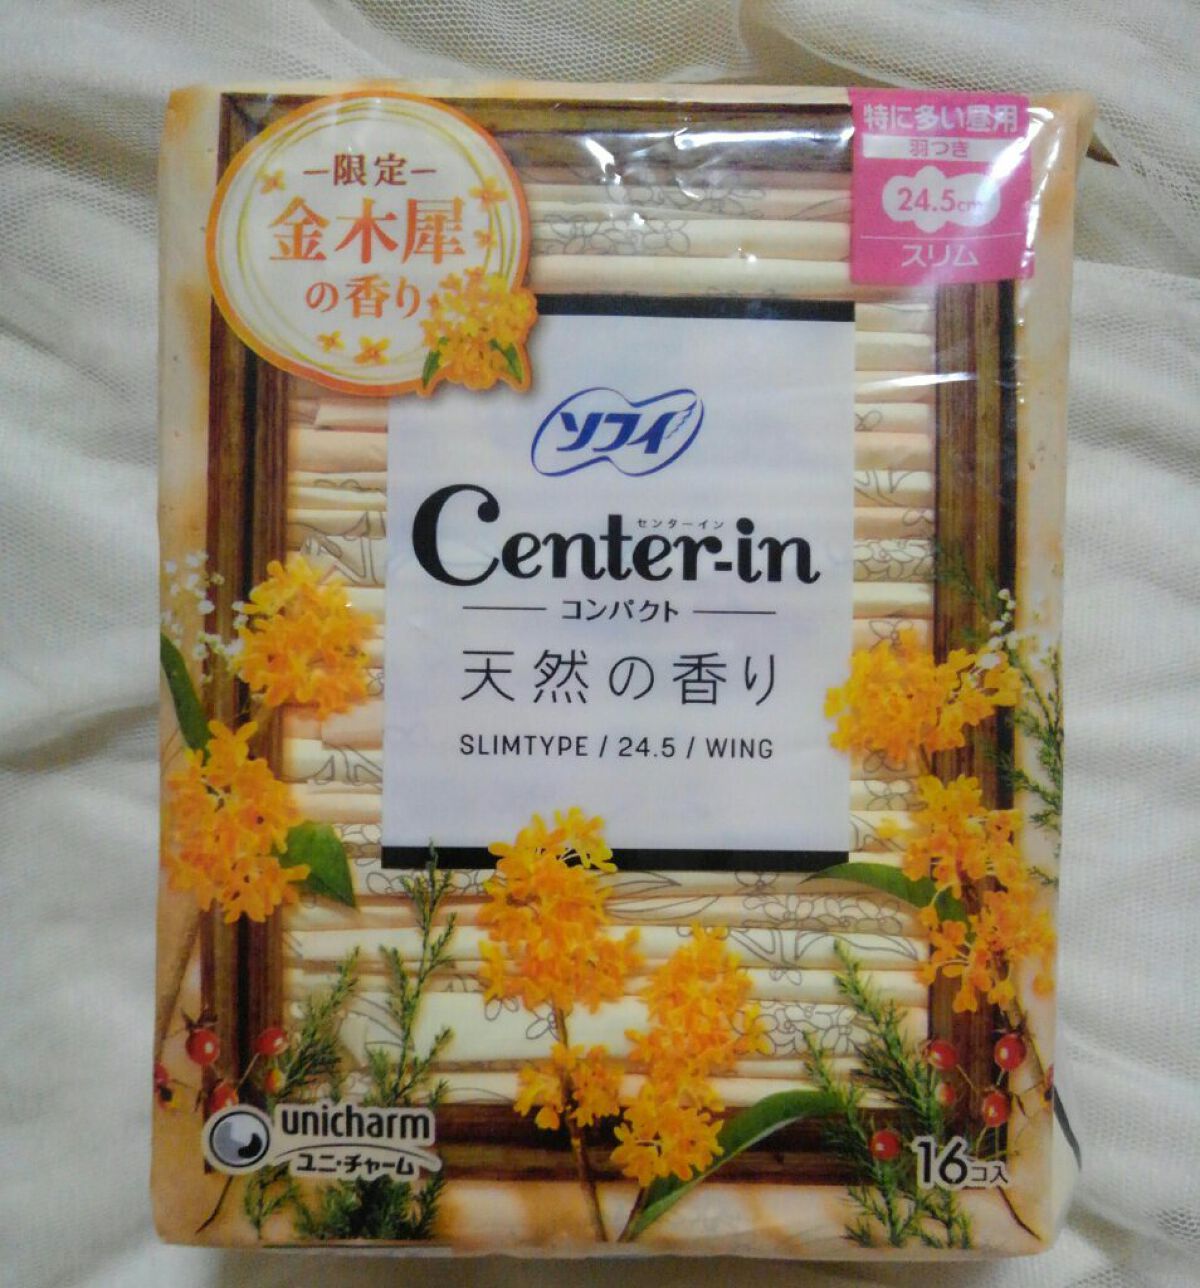 —限定—
金木犀
の香り
特に多い昼用
羽つき
24.5cm
スリム
ソフィ
センターイン
Center-in
コンパクト
天然の香り
SLIMTYPE / 24.5 / WING
unicharm
ユニ・チャーム
16コ入